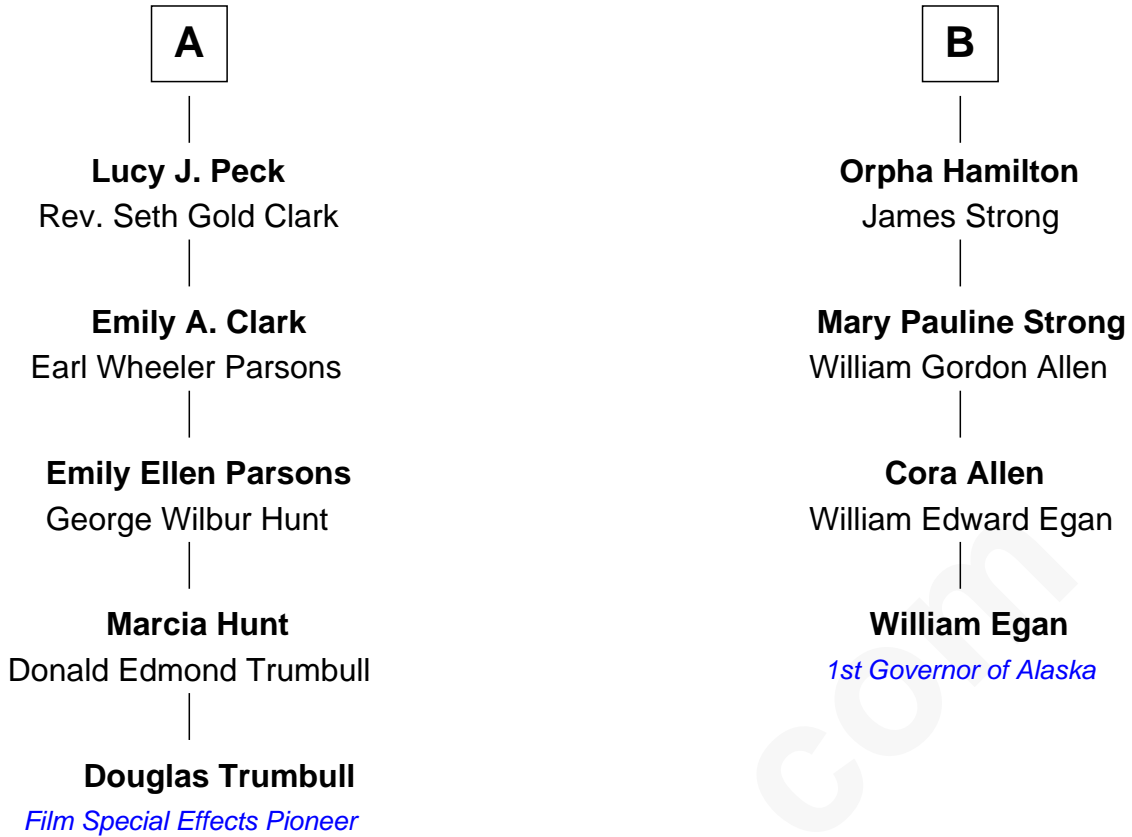 A
Lucy J. Peck
Rev. Seth Gold Clark
Emily A. Clark
Earl Wheeler Parsons
Emily Ellen Parsons
George Wilbur Hunt
Marcia Hunt
Donald Edmond Trumbull
Douglas Trumbull
Film Special Effects Pioneer
B
Orpha Hamilton
James Strong
Mary Pauline Strong
William Gordon Allen
Cora Allen
William Edward Egan
William Egan
1st Governor of Alaska
com